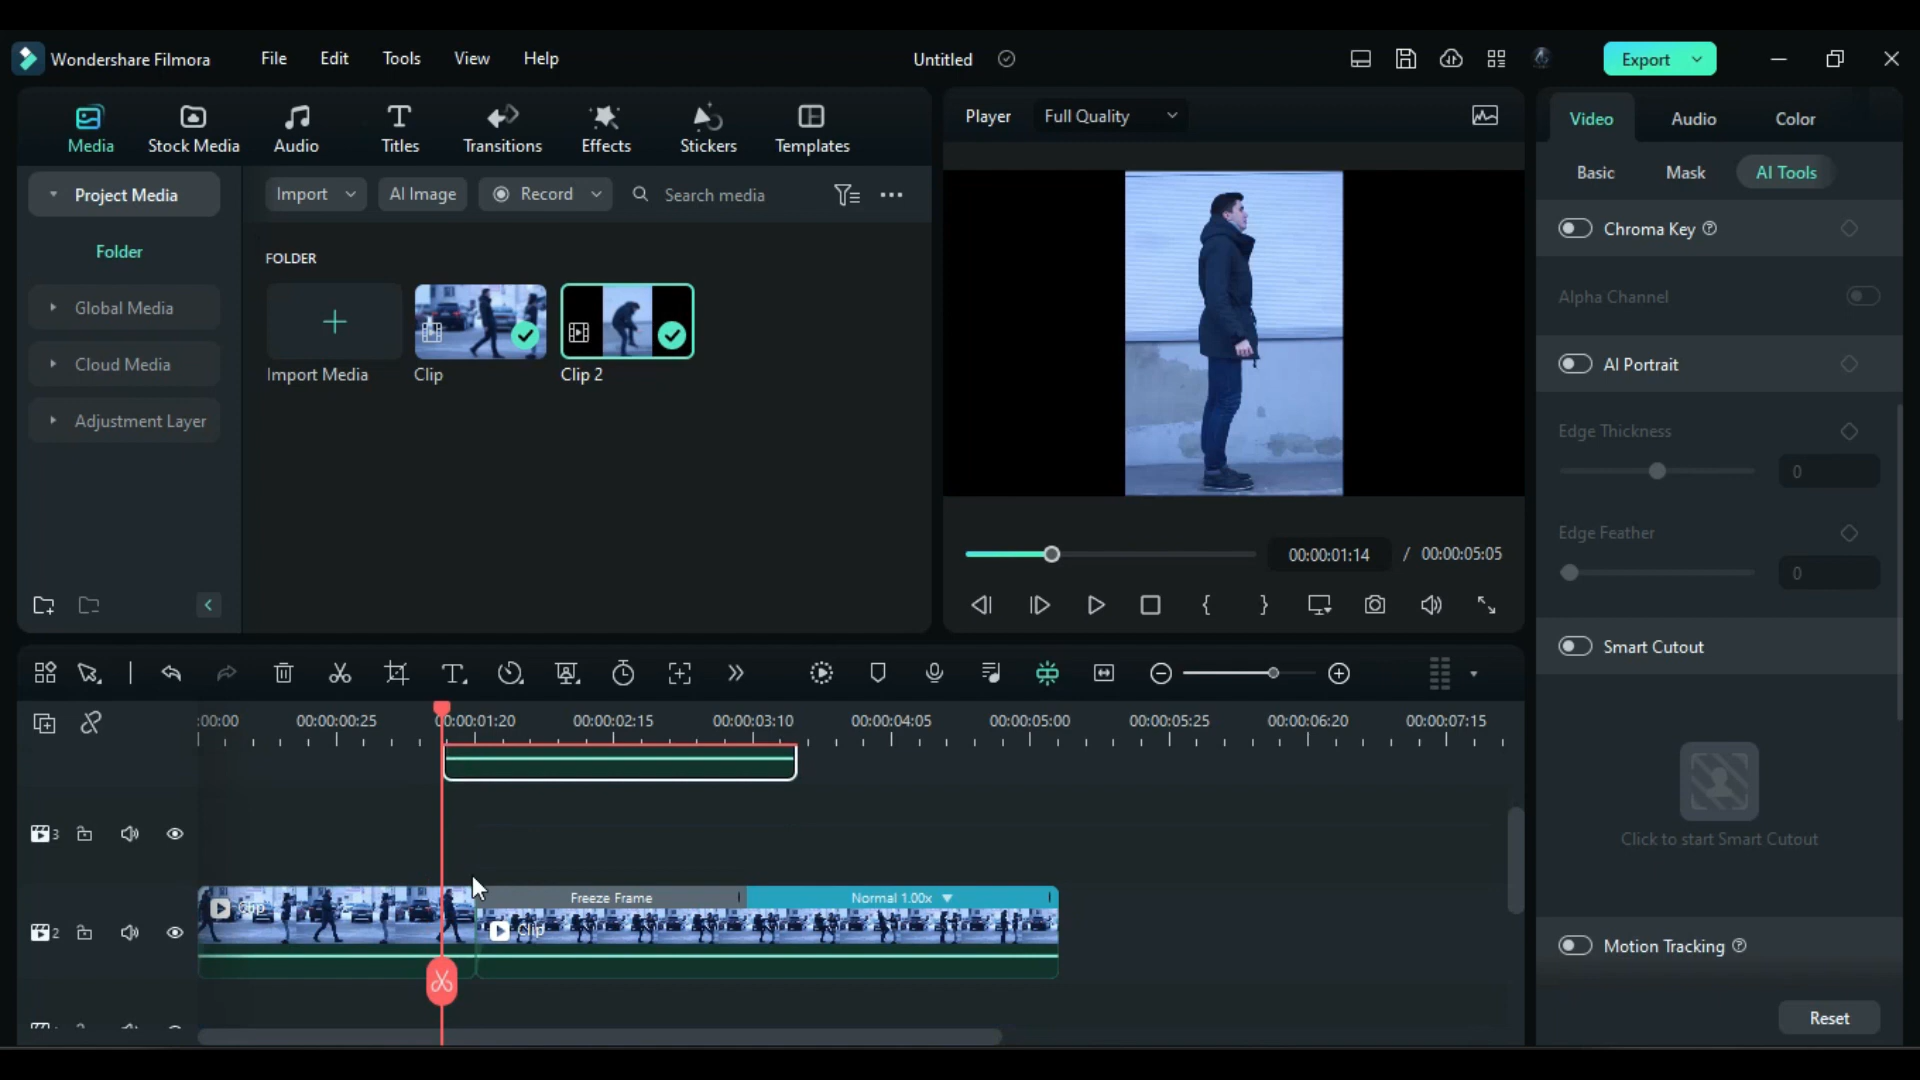 Wondershare Filmora File Edit Tools View Help Untitled Export
Media Stock Media Audio Titles Transitions Effects Stickers Templates
Project Media
Folder
Global Media
Cloud Media
Adjustment Layer
Import AI Image Record Search media
FOLDER
Import Media Clip Clip 2
Player Full Quality
00:00:01:14 / 00:00:05:05
Video Audio Color
Basic Mask AI Tools
Chroma Key
Alpha Channel
AI Portrait
Edge Thickness
0
Edge Feather
0
Smart Cutout
Click to start Smart Cutout
Motion Tracking
Reset
:00:00 00:00:00:25 00:00:01:20 00:00:02:15 00:00:03:10 00:00:04:05 00:00:05:00 00:00:05:25 00:00:06:20 00:00:07:15
3
Clip Freeze Frame Normal 1.00x
2 Clip